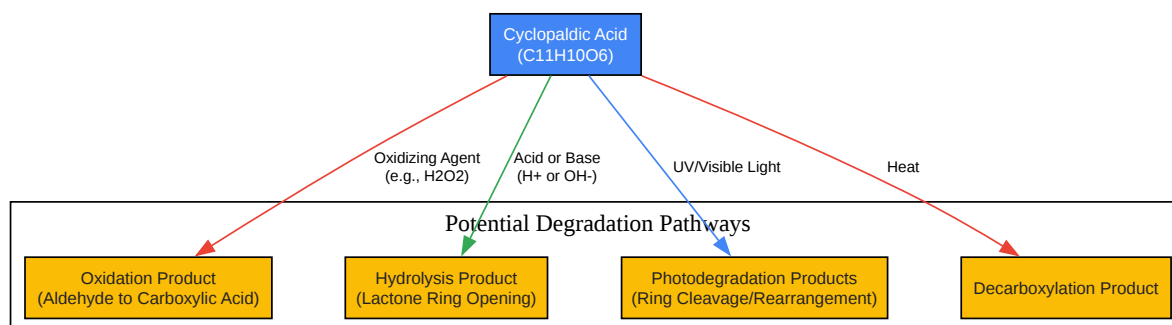 Cyclopaldic Acid
(C11H10O6)
Oxidizing Agent
(e.g., H2O2)
Acid or Base
(H+ or OH-)
UV/Visible Light
Heat
Potential Degradation Pathways
Oxidation Product
(Aldehyde to Carboxylic Acid)
Hydrolysis Product
(Lactone Ring Opening)
Photodegradation Products
(Ring Cleavage/Rearrangement)
Decarboxylation Product